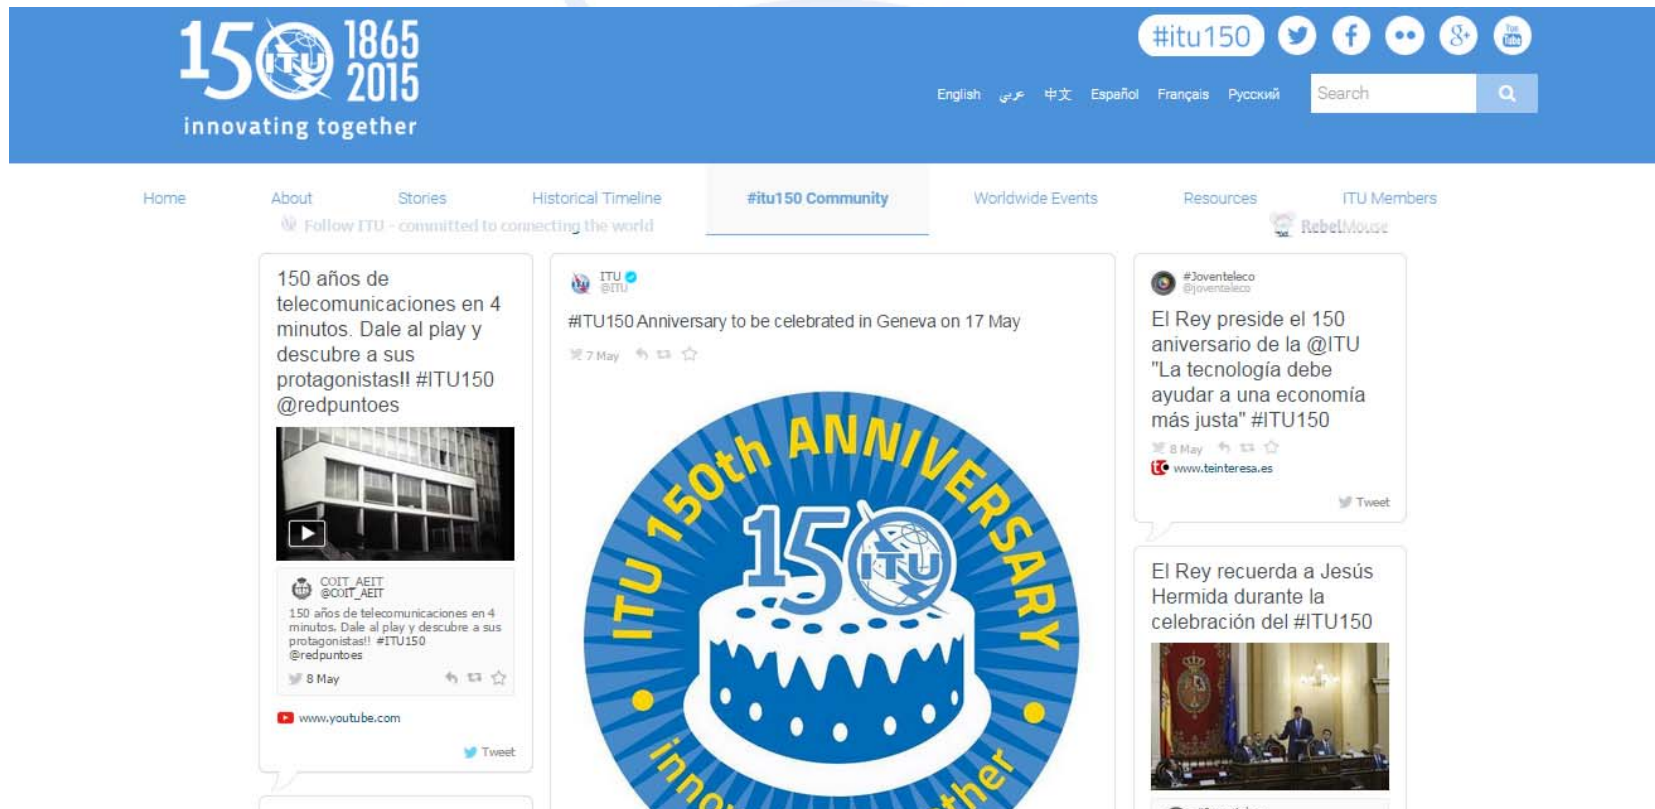 150 ITU 1865
2015
innovating together
#itu150
You
Tube
English عربي 中文 Español Français Русский
Search
Home About Stories Historical Timeline #itu150 Community Worldwide Events Resources ITU Members
Follow ITU - committed to connecting the world
RebelMouse
150 años de
telecomunicaciones en 4
minutos. Dale al play y
descubre a sus
protagonistas!! #ITU150
@redpuntoes
COIT_AEIT
@COIT_AEIT
150 años de telecomunicaciones en 4
minutos. Dale al play y descubre a sus
protagonistas!! #ITU150
@redpuntoes
8 May
www.youtube.com
Tweet
ITU
@ITU
#ITU150 Anniversary to be celebrated in Geneva on 17 May
7 May
ITU 150th ANNIVERSARY
150 ITU
#Joventeleco
@joventeleco
El Rey preside el 150
aniversario de la @ITU
"La tecnología debe
ayudar a una economía
más justa" #ITU150
8 May
www.teinteresa.es
Tweet
El Rey recuerda a Jesús
Hermida durante la
celebración del #ITU150